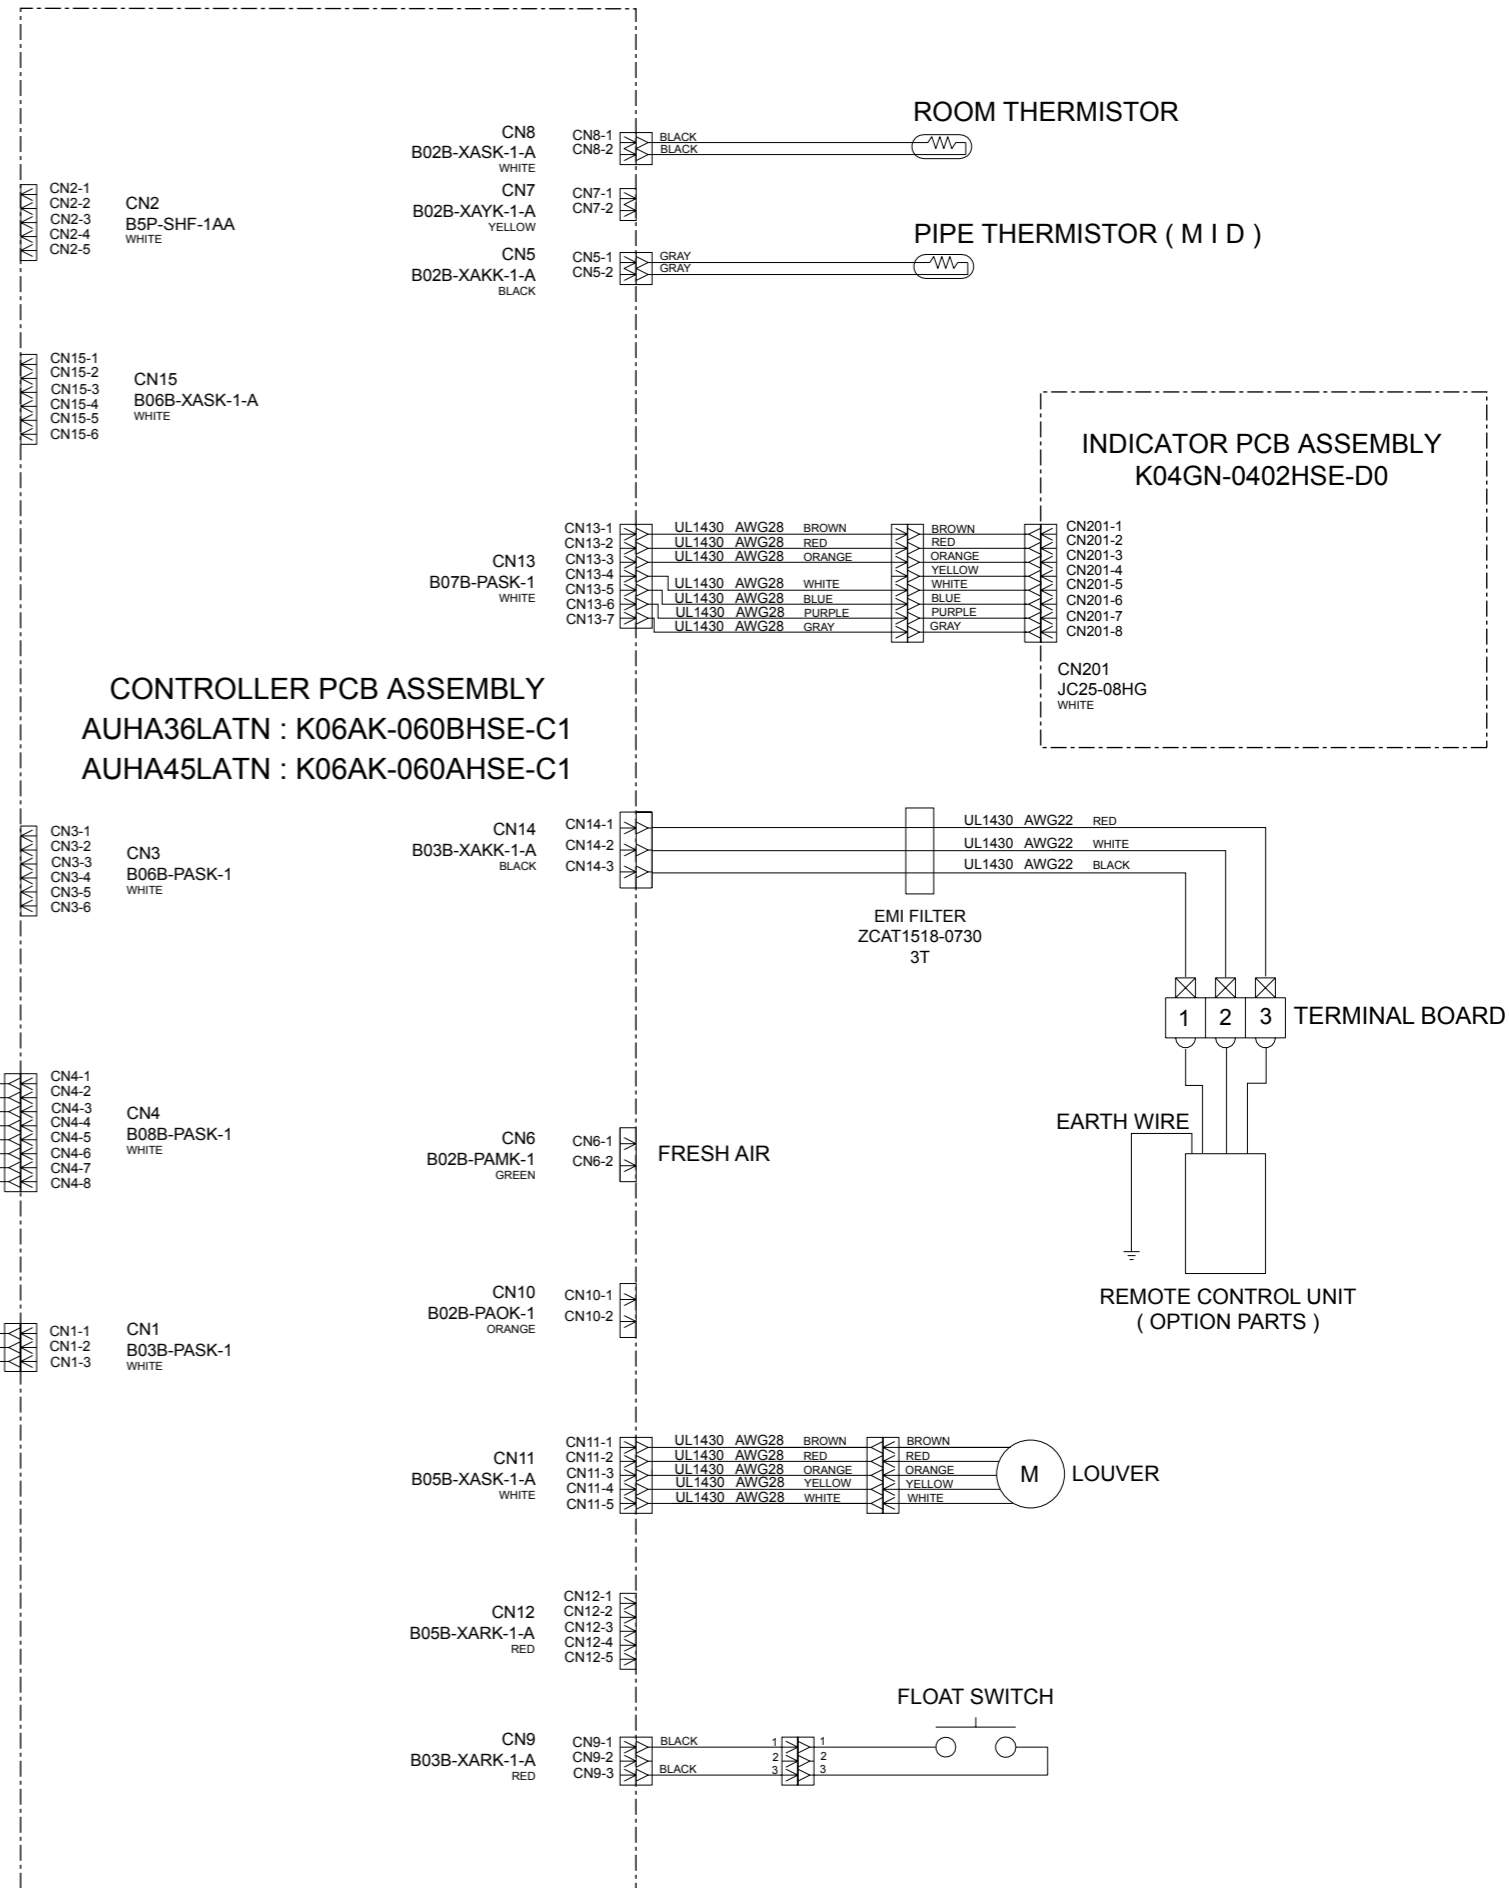 ROOM THERMISTOR
CN8
B02B-XASK-1-A
WHITE
CN8-1
CN8-2
BLACK
BLACK
CN7
B02B-XAYK-1-A
YELLOW
CN7-1
CN7-2
PIPE THERMISTOR ( M I D )
CN5
B02B-XAKK-1-A
BLACK
CN5-1
CN5-2
GRAY
GRAY
CN2-1
CN2-2
CN2-3
CN2-4
CN2-5
CN2
B5P-SHF-1AA
WHITE
CN15-1
CN15-2
CN15-3
CN15-4
CN15-5
CN15-6
CN15
B06B-XASK-1-A
WHITE
INDICATOR PCB ASSEMBLY
K04GN-0402HSE-D0
CN13
B07B-PASK-1
WHITE
CN13-1
CN13-2
CN13-3
CN13-4
CN13-5
CN13-6
CN13-7
UL1430 AWG28 BROWN
UL1430 AWG28 RED
UL1430 AWG28 ORANGE
UL1430 AWG28 WHITE
UL1430 AWG28 BLUE
UL1430 AWG28 PURPLE
UL1430 AWG28 GRAY
BROWN
RED
ORANGE
YELLOW
WHITE
BLUE
PURPLE
GRAY
CN201-1
CN201-2
CN201-3
CN201-4
CN201-5
CN201-6
CN201-7
CN201-8
CN201
JC25-08HG
WHITE
CONTROLLER PCB ASSEMBLY
AUHA36LATN : K06AK-060BHSE-C1
AUHA45LATN : K06AK-060AHSE-C1
CN3-1
CN3-2
CN3-3
CN3-4
CN3-5
CN3-6
CN3
B06B-PASK-1
WHITE
CN14
B03B-XAKK-1-A
BLACK
CN14-1
CN14-2
CN14-3
UL1430 AWG22 RED
UL1430 AWG22 WHITE
UL1430 AWG22 BLACK
EMI FILTER
ZCAT1518-0730
3T
1 2 3 TERMINAL BOARD
EARTH WIRE
REMOTE CONTROL UNIT
( OPTION PARTS )
CN4-1
CN4-2
CN4-3
CN4-4
CN4-5
CN4-6
CN4-7
CN4-8
CN4
B08B-PASK-1
WHITE
CN6
B02B-PAMK-1
GREEN
CN6-1
CN6-2
FRESH AIR
CN10
B02B-PAOK-1
ORANGE
CN10-1
CN10-2
CN1-1
CN1-2
CN1-3
CN1
B03B-PASK-1
WHITE
CN11
B05B-XASK-1-A
WHITE
CN11-1
CN11-2
CN11-3
CN11-4
CN11-5
UL1430 AWG28 BROWN
UL1430 AWG28 RED
UL1430 AWG28 ORANGE
UL1430 AWG28 YELLOW
UL1430 AWG28 WHITE
BROWN
RED
ORANGE
YELLOW
WHITE
M LOUVER
CN12
B05B-XARK-1-A
RED
CN12-1
CN12-2
CN12-3
CN12-4
CN12-5
FLOAT SWITCH
CN9
B03B-XARK-1-A
RED
CN9-1
CN9-2
CN9-3
BLACK
BLACK
1
2
3
1
2
3